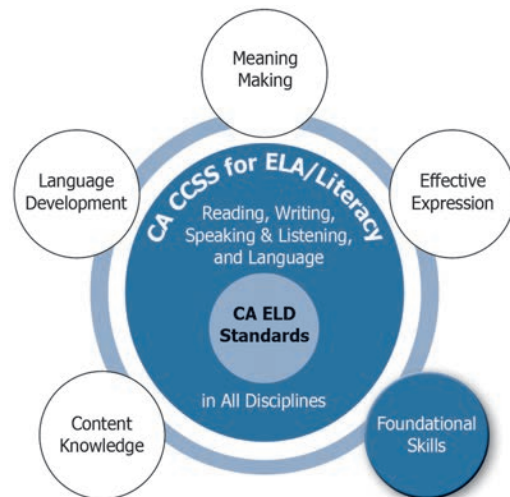 Meaning
Making
Language
Development
Effective
Expression
CA CCSS for ELA/Literacy
Reading, Writing,
Speaking & Listening,
and Language
CA ELD
Standards
in All Disciplines
Content
Knowledge
Foundational
Skills